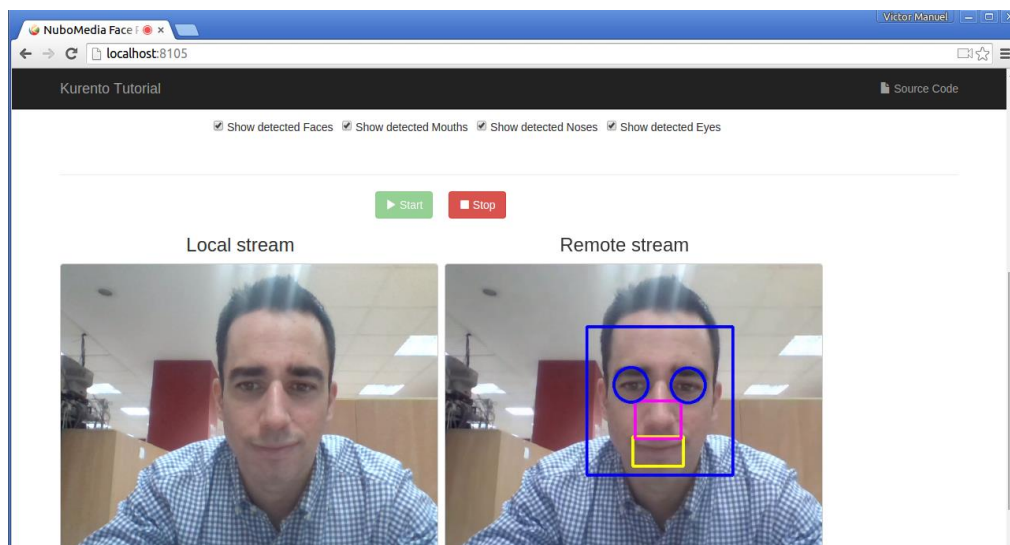 Victor Manuel
NuboMedia Face F
localhost:8105
Kurento Tutorial
Source Code
Show detected Faces Show detected Mouths Show detected Noses Show detected Eyes
Start Stop
Local stream Remote stream